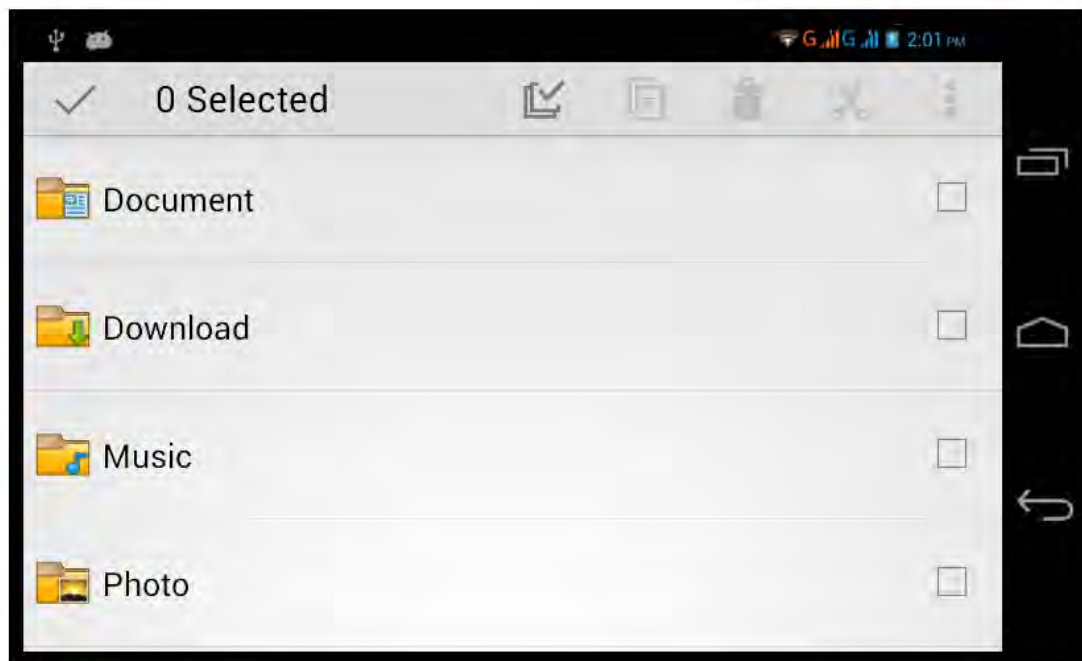 G G 2:01 PM
0 Selected
Document
Download
Music
Photo